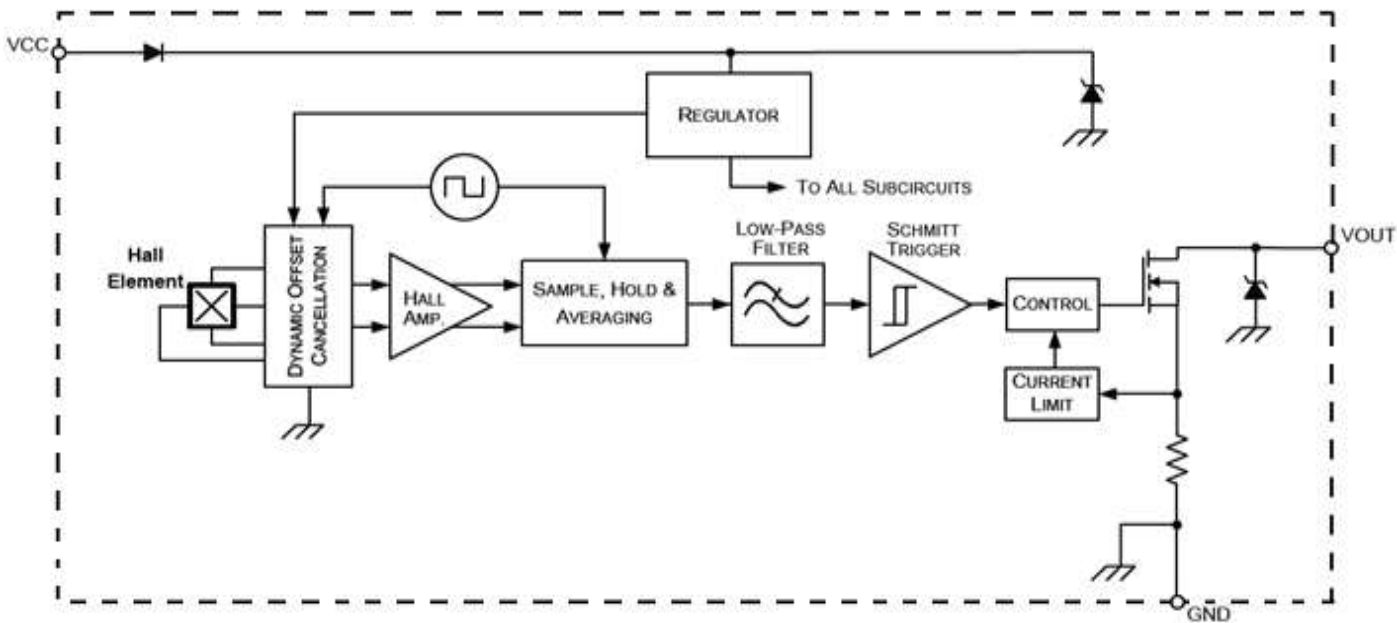 VCC
REGULATOR
TO ALL SUBCIRCUITS
LOW-PASS
FILTER
SCHMITT
TRIGGER
VOUT
Hall
Element
DYNAMIC OFFSET
CANCELLATION
HALL
AMP.
SAMPLE, HOLD &
AVERAGING
CONTROL
CURRENT
LIMIT
GND